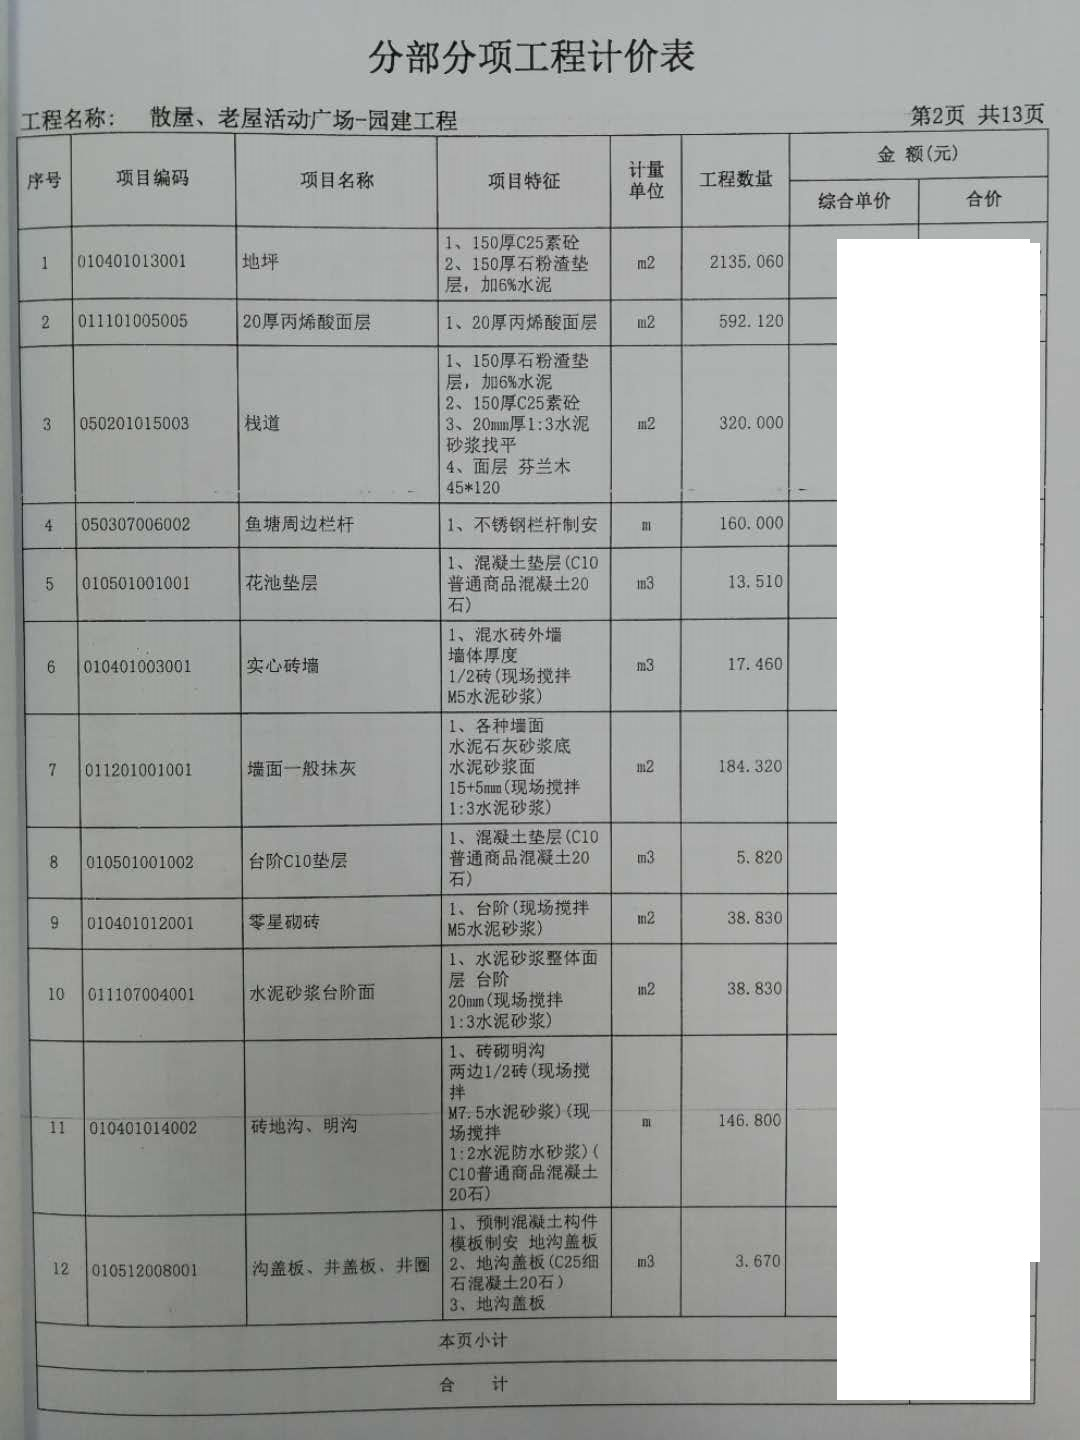 分部分项工程计价表
工程名称： 散屋、老屋活动广场-园建工程
第2页 共13页
序号
项目编码
项目名称
项目特征
计量
单位
工程数量
金 额(元)
综合单价
合价
1
010401013001
地坪
1、150厚C25素砼
2、150厚石粉渣垫
层，加6%水泥
m2
2135.060
2
011101005005
20厚丙烯酸面层
1、20厚丙烯酸面层
m2
592.120
3
050201015003
栈道
1、150厚石粉渣垫
层，加6%水泥
2、150厚C25素砼
3、20mm厚1:3水泥
砂浆找平
4、面层 芬兰木
45*120
m2
320.000
4
050307006002
鱼塘周边栏杆
1、不锈钢栏杆制安
m
160.000
5
010501001001
花池垫层
1、混凝土垫层(C10
普通商品混凝土20
石)
m3
13.510
6
010401003001
实心砖墙
1、混水砖外墙
墙体厚度
1/2砖(现场搅拌
M5水泥砂浆)
m3
17.460
7
011201001001
墙面一般抹灰
1、各种墙面
水泥石灰砂浆底
水泥砂浆面
15+5mm(现场搅拌
1:3水泥砂浆)
m2
184.320
8
010501001002
台阶C10垫层
1、混凝土垫层(C10
普通商品混凝土20
石)
m3
5.820
9
010401012001
零星砌砖
1、台阶(现场搅拌
M5水泥砂浆)
m2
38.830
10
011107004001
水泥砂浆台阶面
1、水泥砂浆整体面
层 台阶
20mm(现场搅拌
1:3水泥砂浆)
m2
38.830
11
010401014002
砖地沟、明沟
1、砖砌明沟
两边1/2砖(现场搅
拌
M7.5水泥砂浆)(现
场搅拌
1:2水泥防水砂浆)(
C10普通商品混凝土
20石)
m
146.800
12
010512008001
沟盖板、井盖板、井圈
1、预制混凝土构件
模板制安 地沟盖板
2、地沟盖板(C25细
石混凝土20石)
3、地沟盖板
m3
3.670
本页小计
合 计